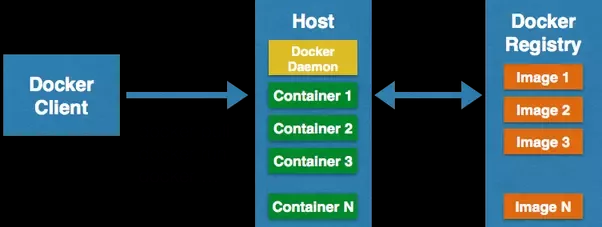 Docker
Client
Host
Docker
Daemon
Container 1
Container 2
Container 3
Container N
Docker
Registry
Image 1
Image 2
Image 3
Image N